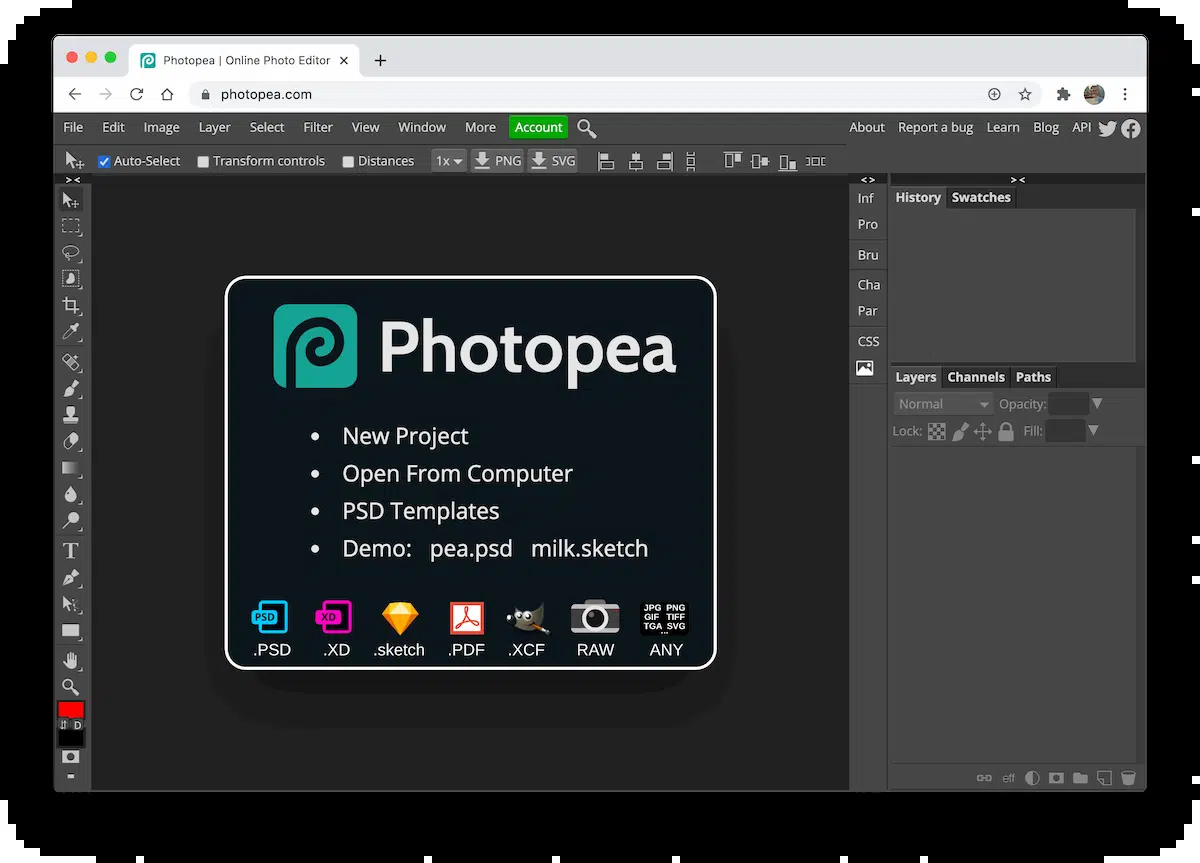 Photopea | Online Photo Editor
photopea.com
File Edit Image Layer Select Filter View Window More Account About Report a bug Learn Blog API
Auto-Select Transform controls Distances 1x PNG SVG
> < < > > <
Inf
Pro
Bru
Cha
Par
CSS
History Swatches
Photopea
New Project
Open From Computer
PSD Templates
Demo: pea.psd milk.sketch
PSD XD JPG PNG
GIF TIFF
TGA SVG
...
.PSD .XD .sketch .PDF .XCF RAW ANY
Layers Channels Paths
Normal Opacity:
Lock: Fill:
T
D
eff